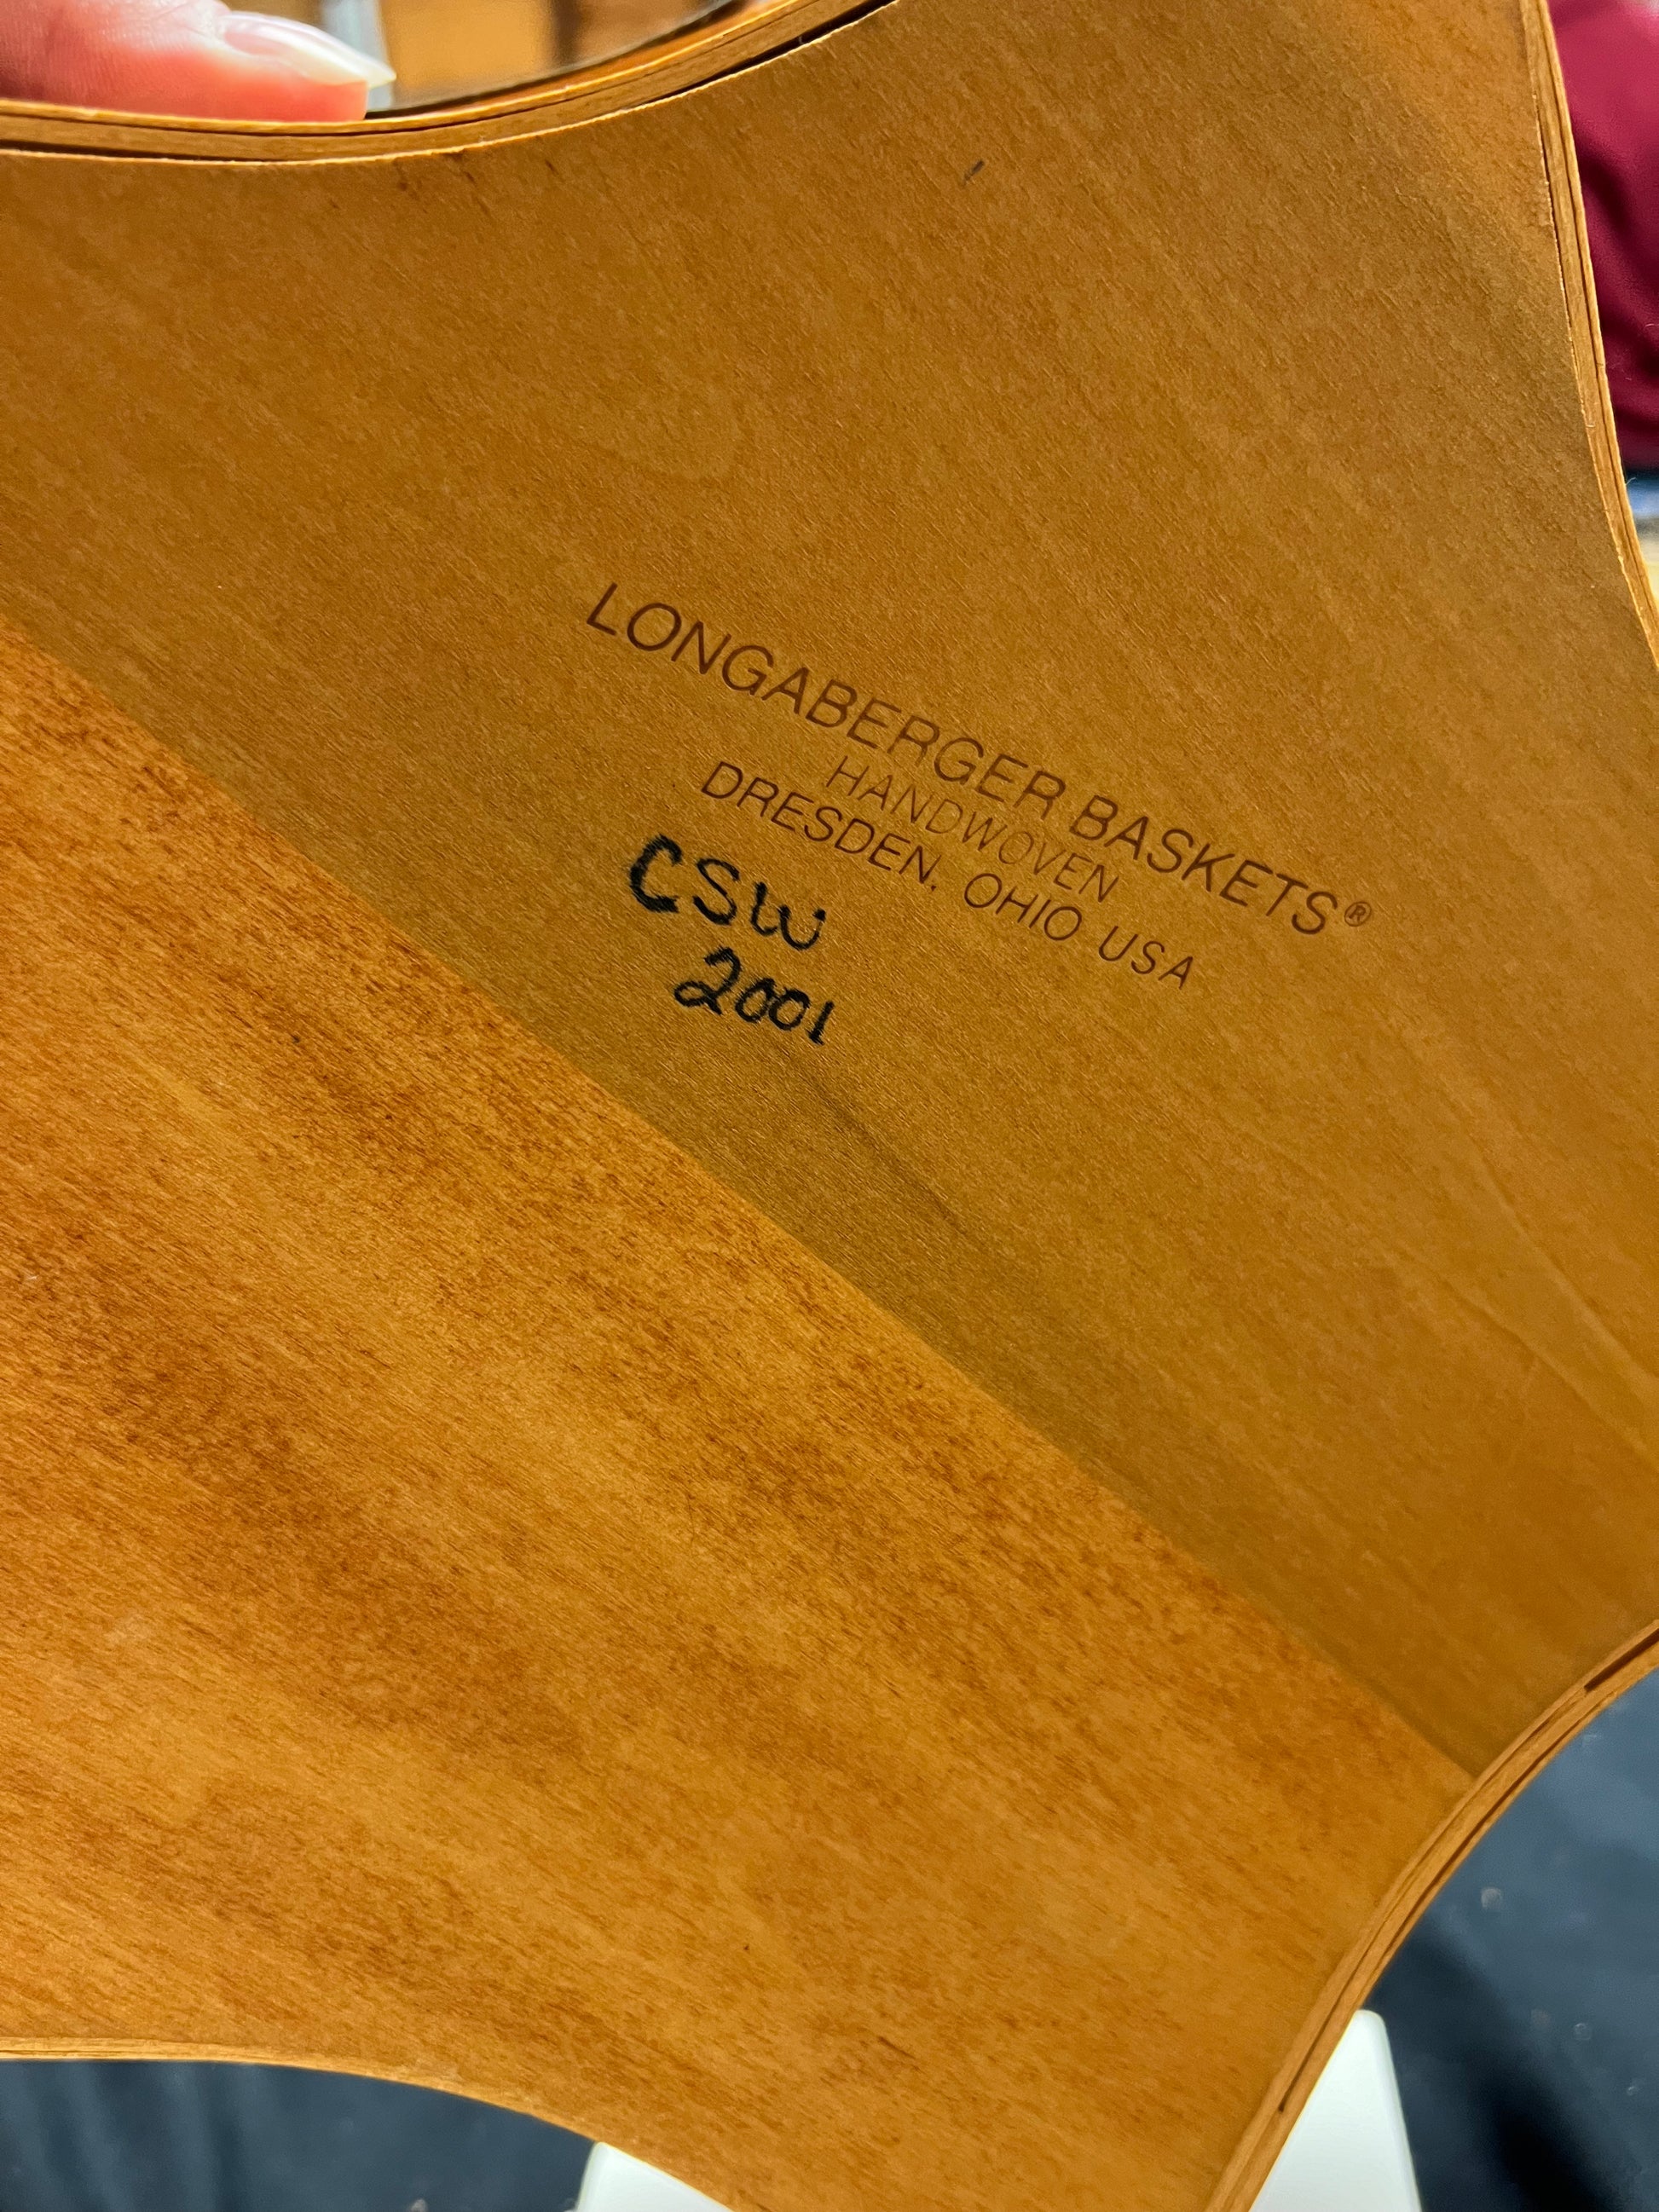 LONGABERGER BASKETS®
HANDWOVEN
DRESDEN, OHIO USA
CSW
2001